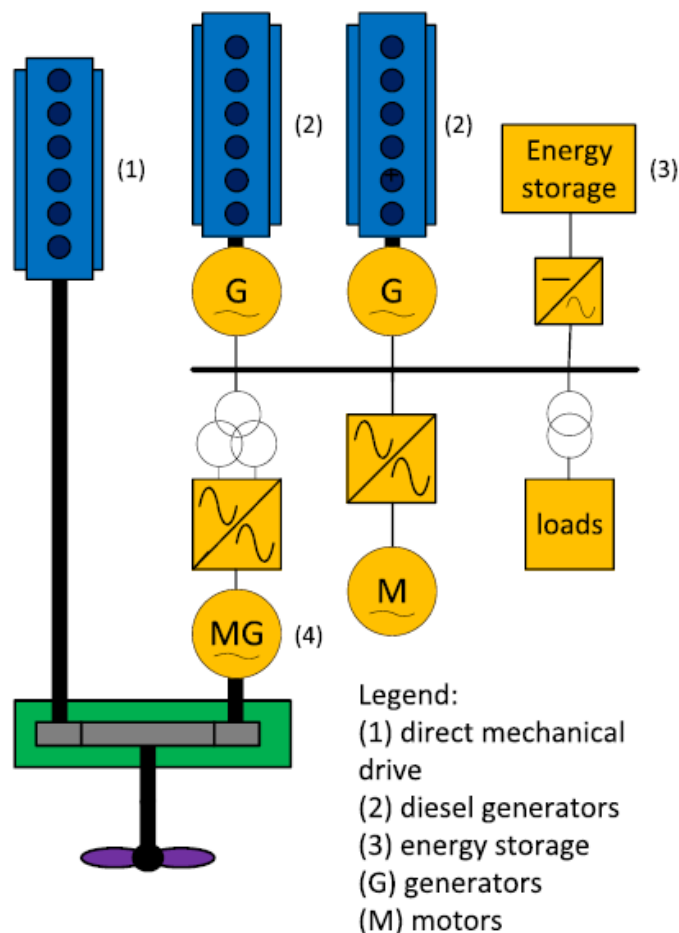 (1)
(2)
(2)
Energy
storage
(3)
G
G
loads
M
MG
(4)
Legend:
(1) direct mechanical
drive
(2) diesel generators
(3) energy storage
(G) generators
(M) motors